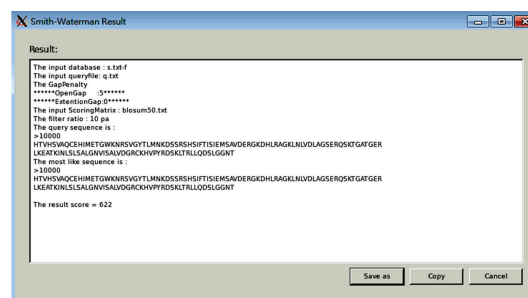 Smith-Waterman Result
Result:
The input database : s.txt-f
The input queryfile: q.txt
The GapPenalty
******OpenGap :5******
******ExtentionGap:0******
The input ScoringMatrix : blosum50.txt
The filter ratio : 10 pa
The query sequence is :
>10000
HTVHSVAQCEHIMETGWKNRSVGYTLMNKDSSRSHSIFTISIEMSAVDERGKDHLRAGKLNLVDLAGSERQSKTGATGER
LKEATKINLSLSALGNVISALVDGRCKHVPYRDSKLTRLLQDSLGGNT
The most like sequence is :
>10000
HTVHSVAQCEHIMETGWKNRSVGYTLMNKDSSRSHSIFTISIEMSAVDERGKDHLRAGKLNLVDLAGSERQSKTGATGER
LKEATKINLSLSALGNVISALVDGRCKHVPYRDSKLTRLLQDSLGGNT
The result score = 622
Save as Copy Cancel